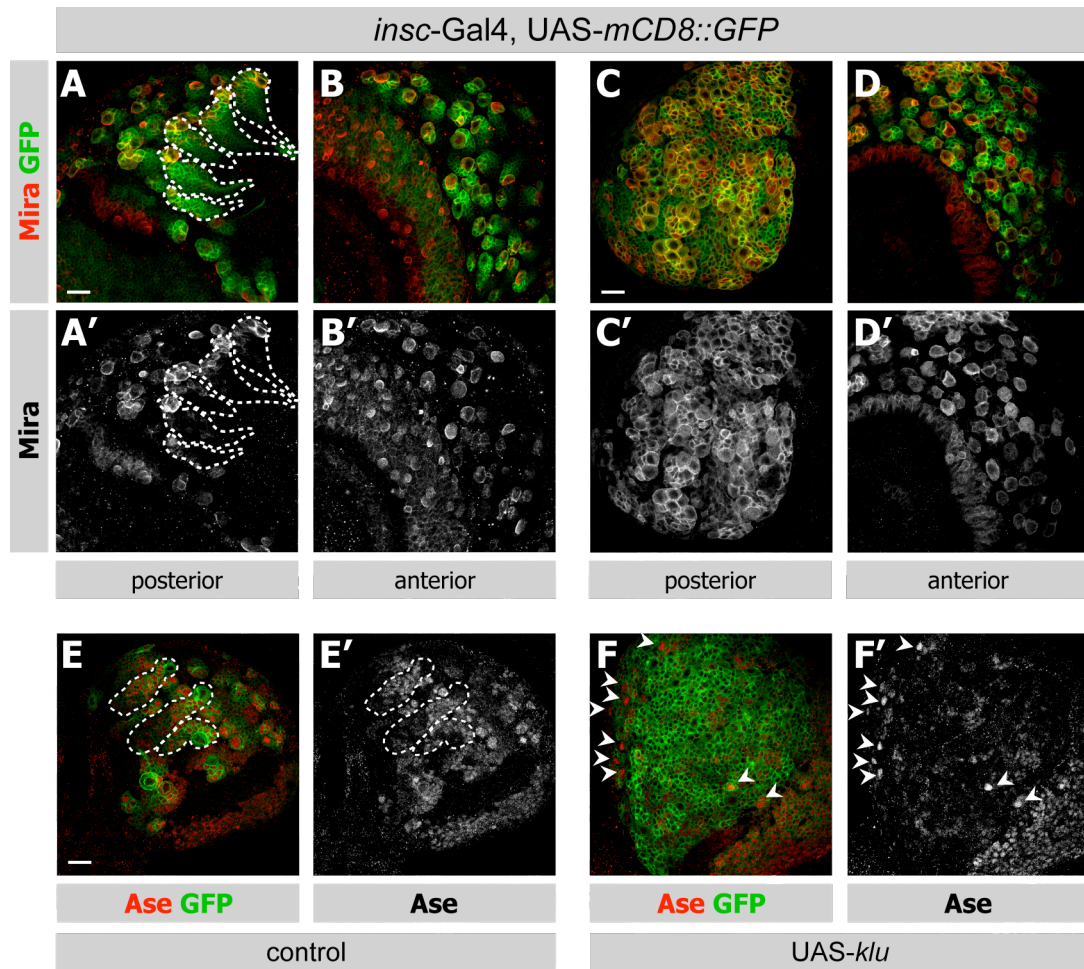 insc-Gal4, UAS-mCD8::GFP
Mira GFP
A
B
C
D
Mira
A′
B′
C′
D′
posterior
anterior
posterior
anterior
E
E′
F
F′
Ase GFP
Ase
Ase GFP
Ase
control
UAS-klu